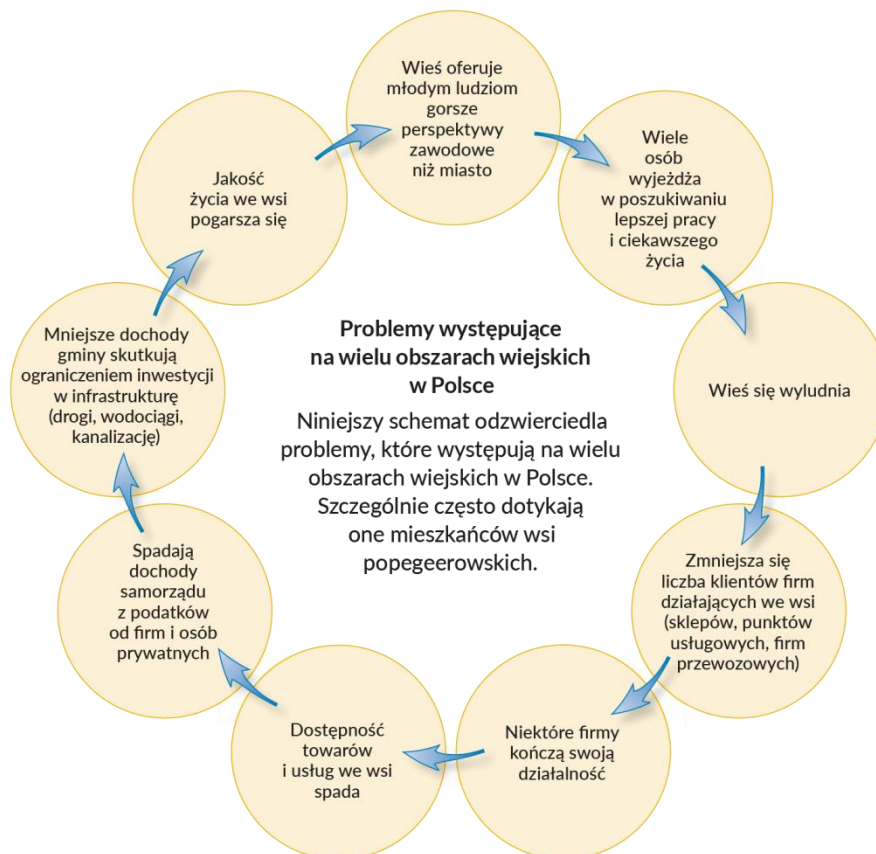 Wieś oferuje
młodym ludziom
gorsze
perspektywy
zawodowe
niż miasto
Wiele
osób
wyjeżdża
w poszukiwaniu
lepszej pracy
i ciekawszego
życia
Wieś się wyludnia
Zmniejsza się
liczba klientów firm
działających we wsi
(sklepów, punktów
usługowych, firm
przewozowych)
Niektóre firmy
kończą swoją
działalność
Dostępność
towarów
i usług we wsi
spada
Spadają
dochody
samorządu
z podatków
od firm i osób
prywatnych
Mniejsze dochody
gminy skutkują
ograniczeniem inwestycji
w infrastrukturę
(drogi, wodociągi,
kanalizację)
Jakość
życia we wsi
pogarsza się
Problemy występujące
na wielu obszarach wiejskich
w Polsce
Niniejszy schemat odzwierciedla
problemy, które występują na wielu
obszarach wiejskich w Polsce.
Szczególnie często dotykają
one mieszkańców wsi
popegeerowskich.